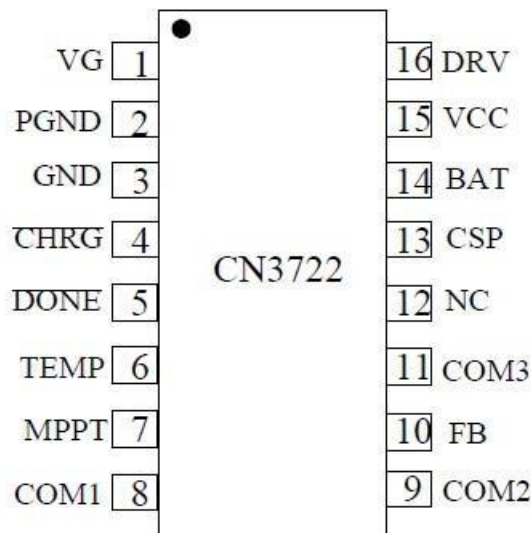 VG 1 16 DRV
PGND 2 15 VCC
GND 3 14 BAT
CHRG 4 13 CSP
CN3722
DONE 5 12 NC
TEMP 6 11 COM3
MPPT 7 10 FB
COM1 8 9 COM2